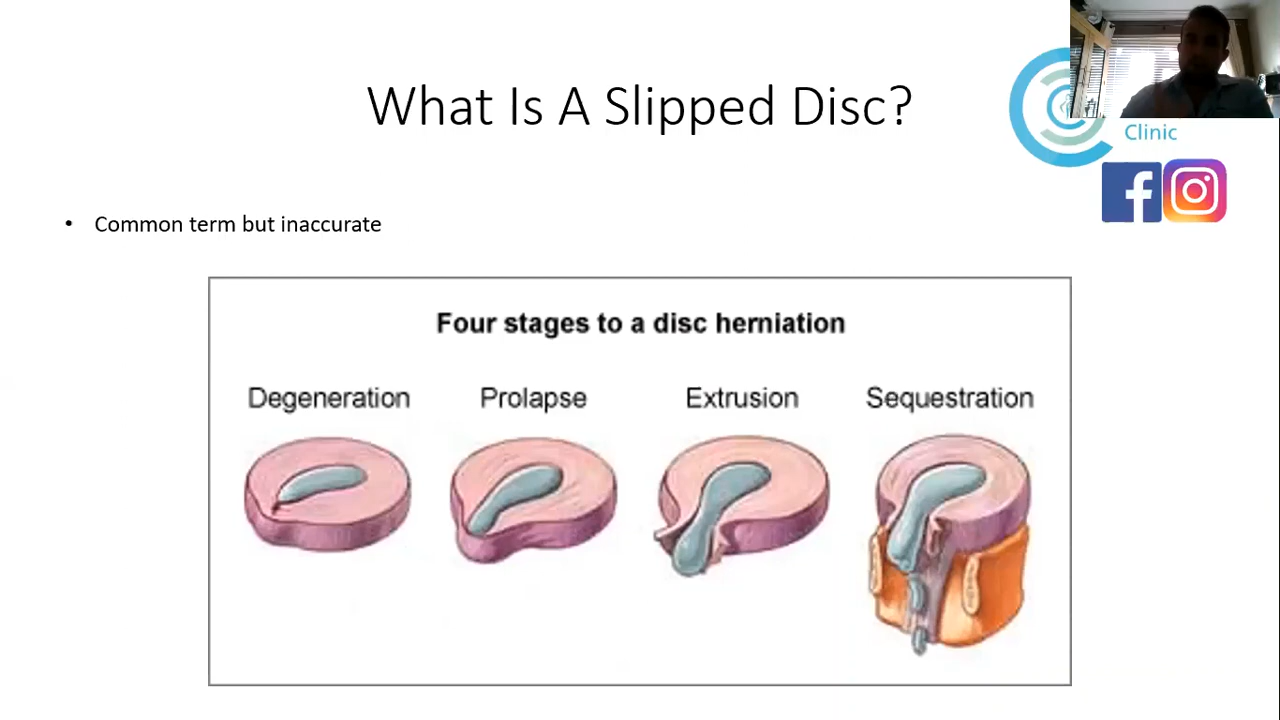 What Is A Slipped Disc?
Clinic
• Common term but inaccurate
Four stages to a disc herniation
Degeneration Prolapse Extrusion Sequestration